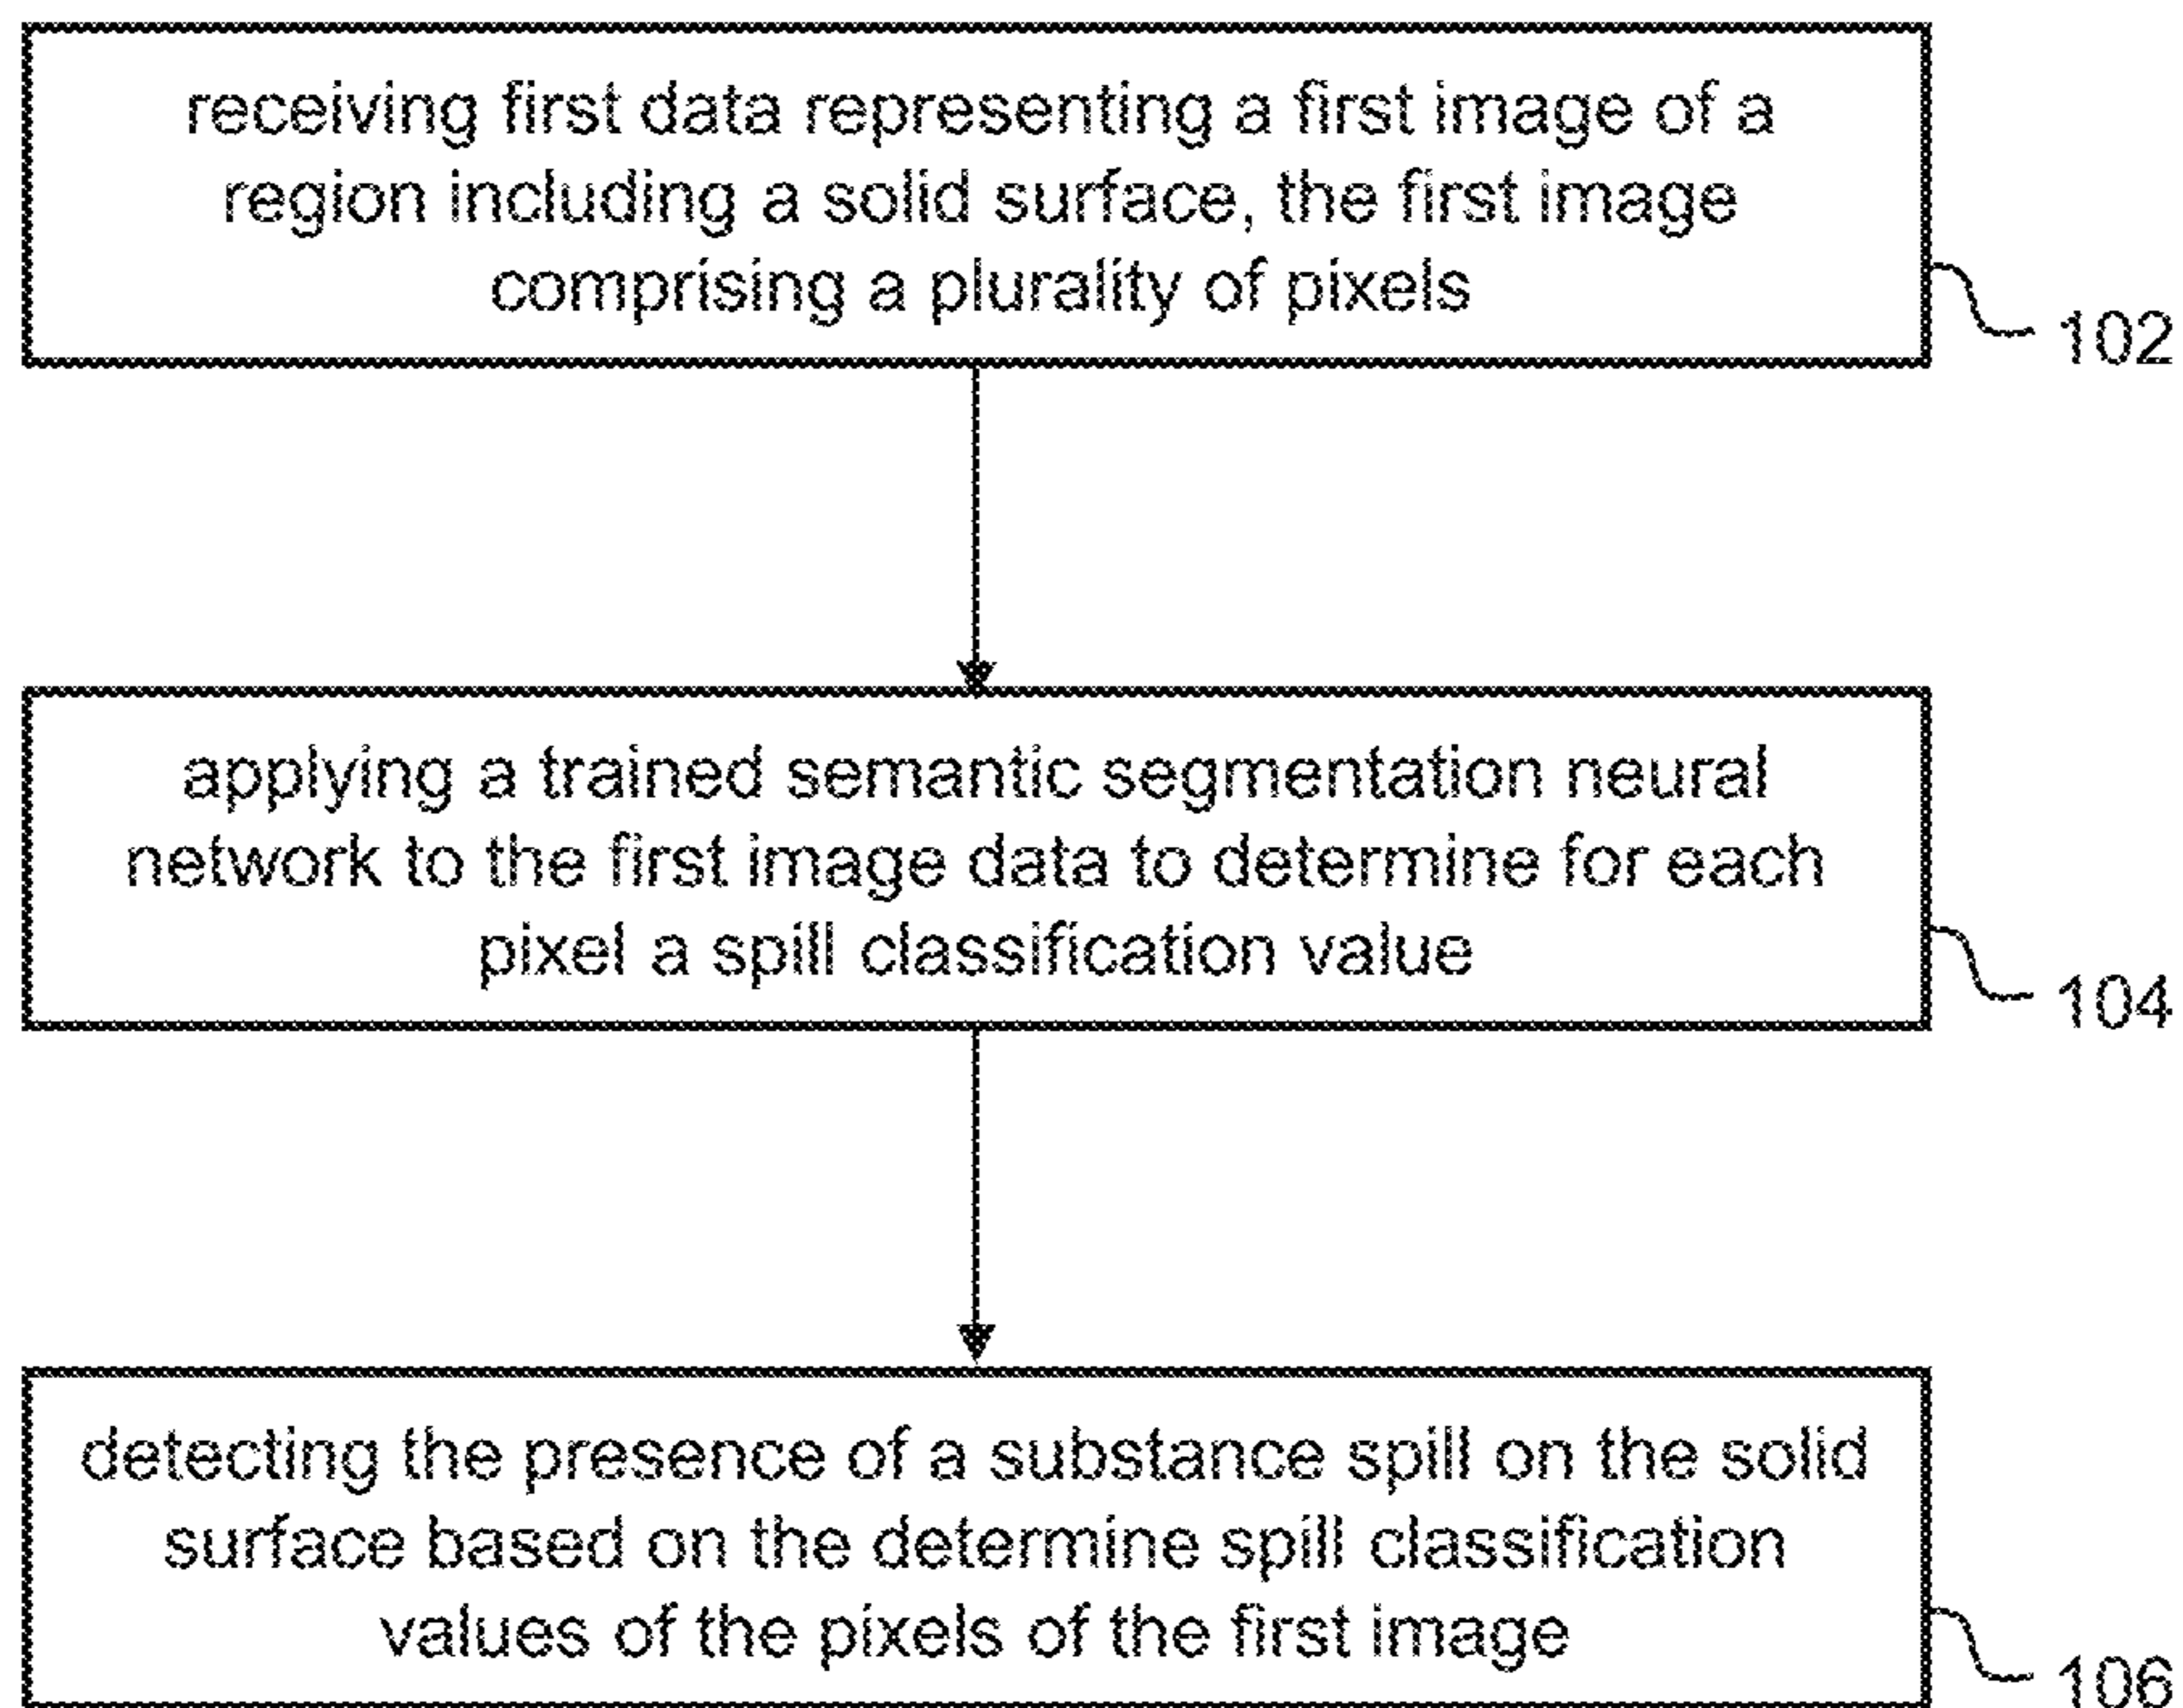 receiving first data representing a first image of a
region including a solid surface, the first image
comprising a plurality of pixels
102
applying a trained semantic segmentation neural
network to the first image data to determine for each
pixel a spill classification value
104
detecting the presence of a substance spill on the solid
surface based on the determine spill classification
values of the pixels of the first image
106